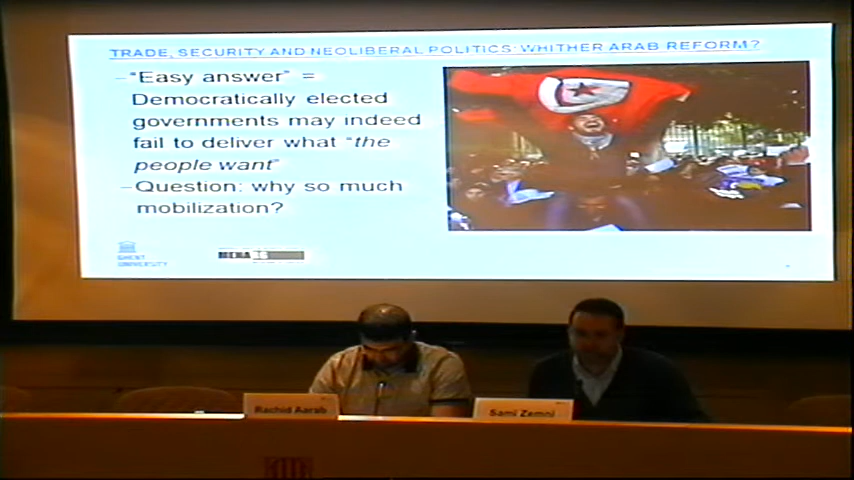 TRADE, SECURITY AND NEOLIBERAL POLITICS: WHITHER ARAB REFORM?
–"Easy answer" =
Democratically elected
governments may indeed
fail to deliver what "the
people want"
–Question: why so much
mobilization?
GHENT
UNIVERSITY
MENA
Rachid Aarab
Sami Zemni